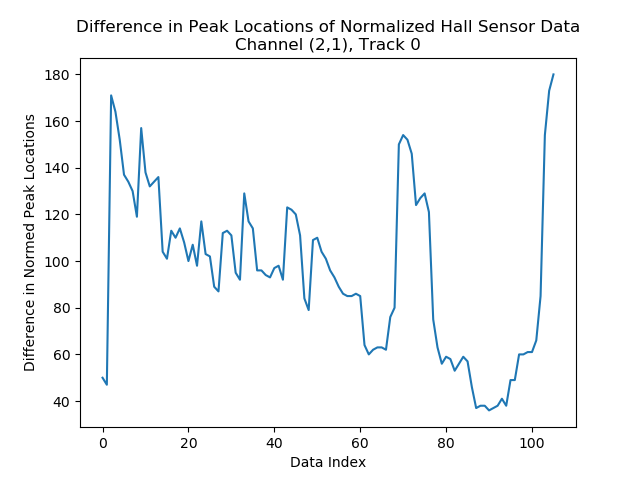 Difference in Peak Locations of Normalized Hall Sensor Data
Channel (2,1), Track 0
Difference in Normed Peak Locations
180
160
140
120
100
80
60
40
0 20 40 60 80 100
Data Index